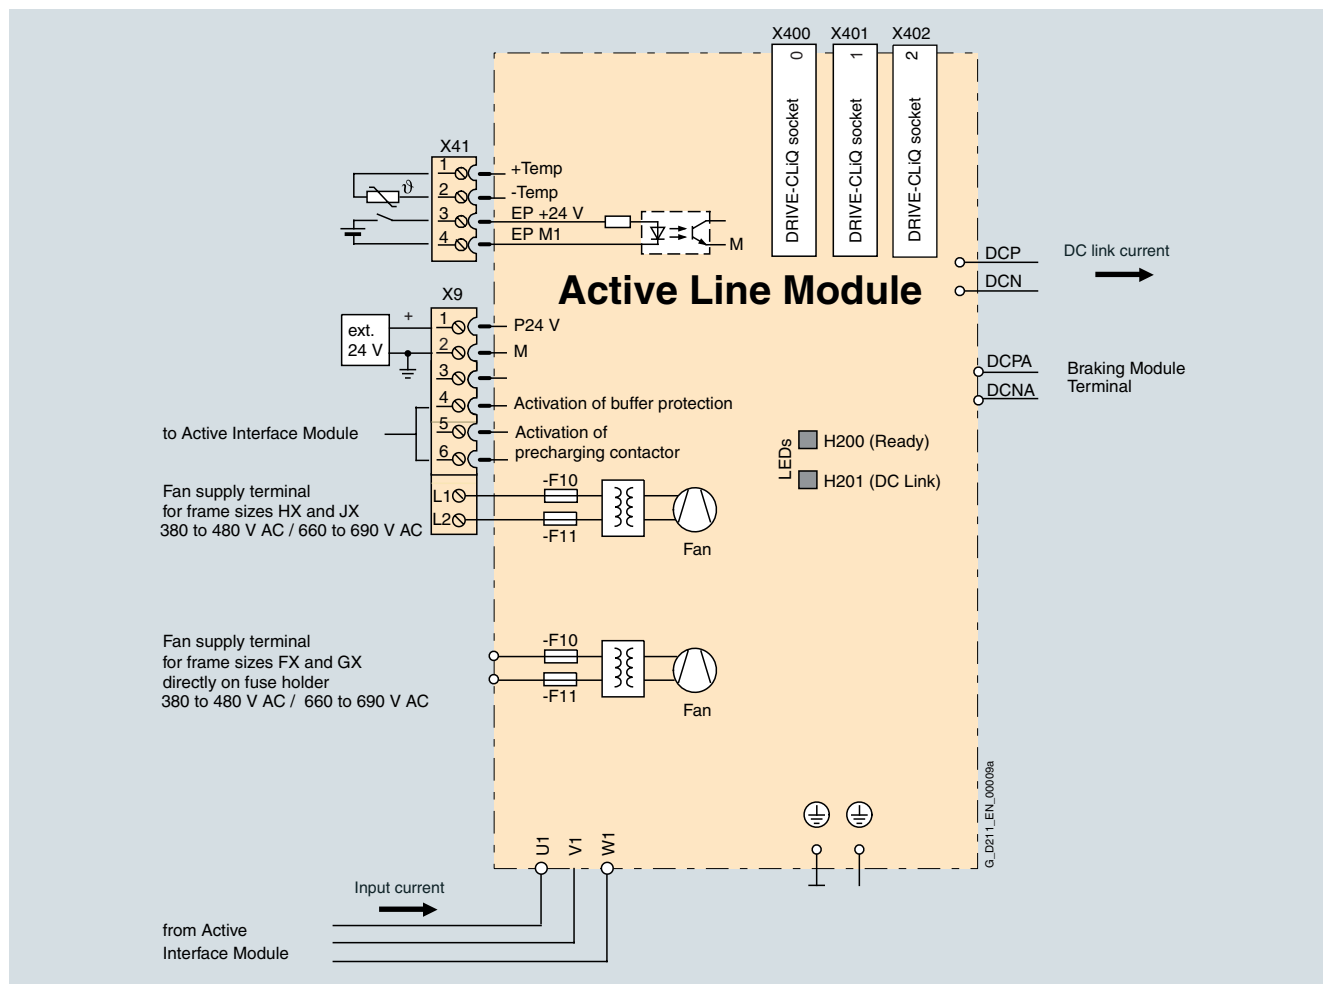 X400 X401 X402
0 1 2
DRIVE-CLiQ socket
DRIVE-CLiQ socket
DRIVE-CLiQ socket
X41
1 +Temp
ϑ 2 -Temp
3 EP +24 V
4 EP M1
M
Active Line Module
DCP
DCN
DC link current
X9
ext.
24 V
+
1 P24 V
2 M
3
4 Activation of buffer protection
5 Activation of
6 precharging contactor
to Active Interface Module
DCPA
DCNA
Braking Module
Terminal
LEDs
H200 (Ready)
H201 (DC Link)
Fan supply terminal
for frame sizes HX and JX
380 to 480 V AC / 660 to 690 V AC
L1
L2
-F10
-F11
Fan
Fan supply terminal
for frame sizes FX and GX
directly on fuse holder
380 to 480 V AC / 660 to 690 V AC
-F10
-F11
Fan
G_D211_EN_00009a
U1 V1 W1
Input current
from Active
Interface Module